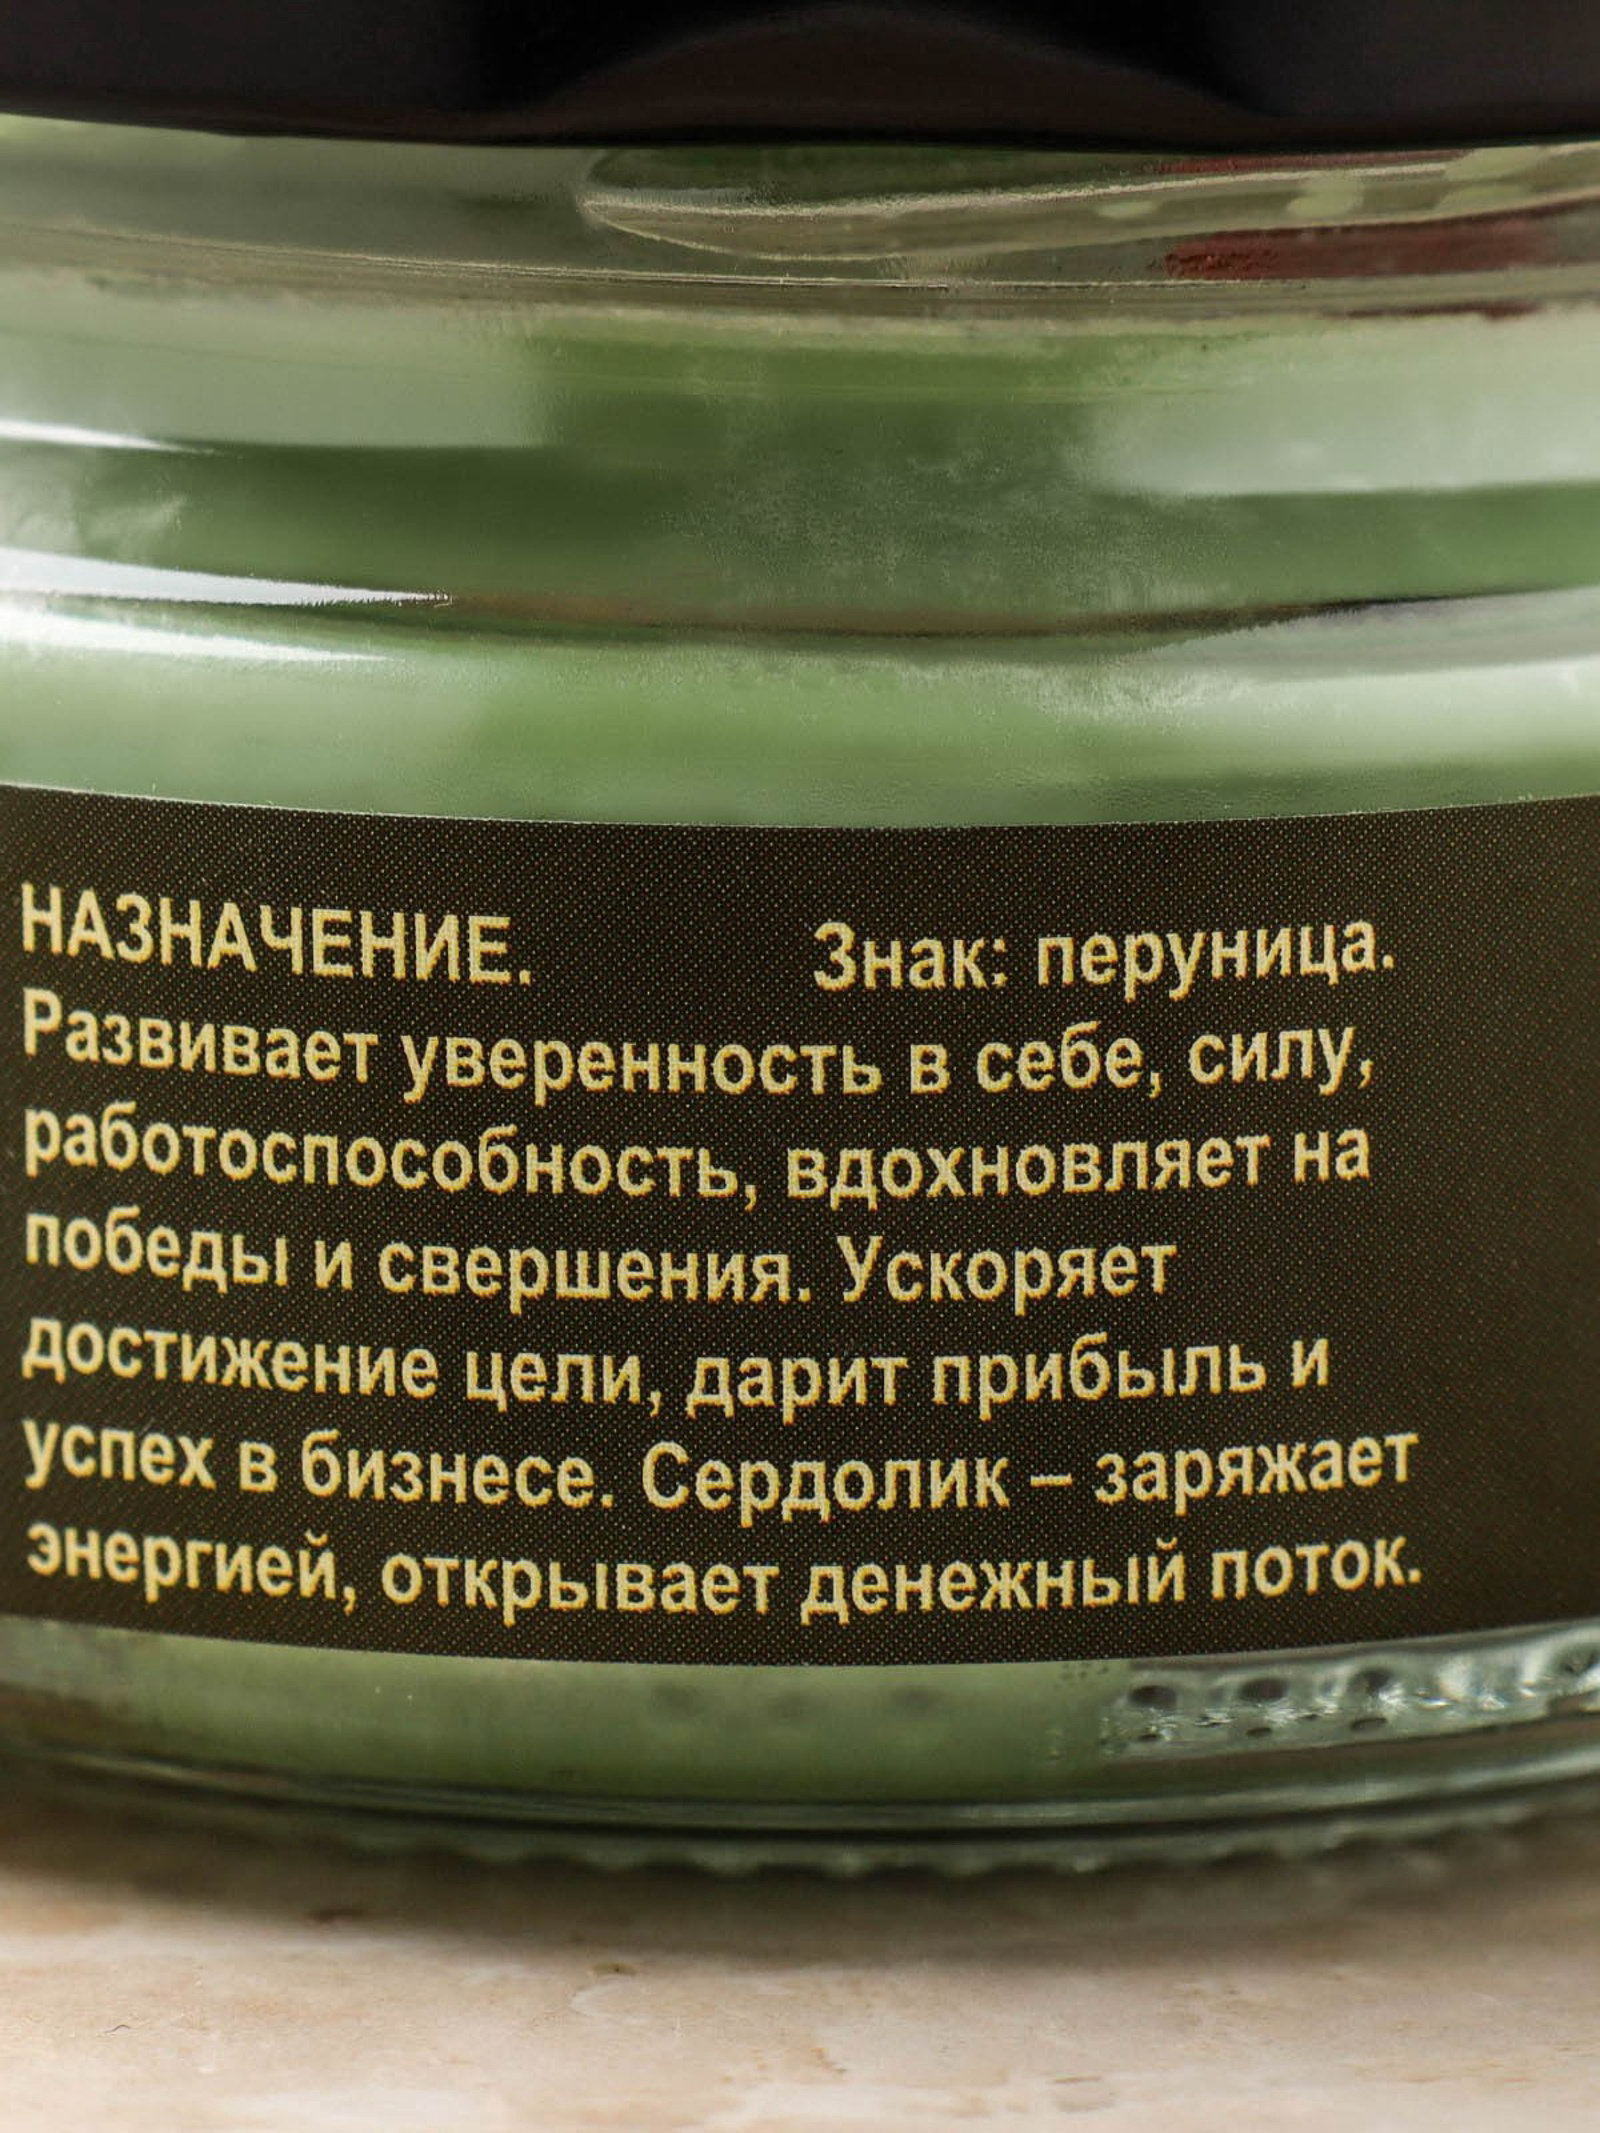 НАЗНАЧЕНИЕ. Знак: перуница.
Развивает уверенность в себе, силу,
работоспособность, вдохновляет на
победы и свершения. Ускоряет
достижение цели, дарит прибыль и
успех в бизнесе. Сердолик – заряжает
энергией, открывает денежный поток.